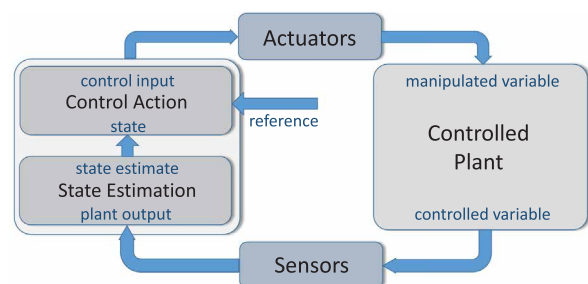 Actuators
control input
Control Action
state
reference
state estimate
State Estimation
plant output
manipulated variable
Controlled
Plant
controlled variable
Sensors